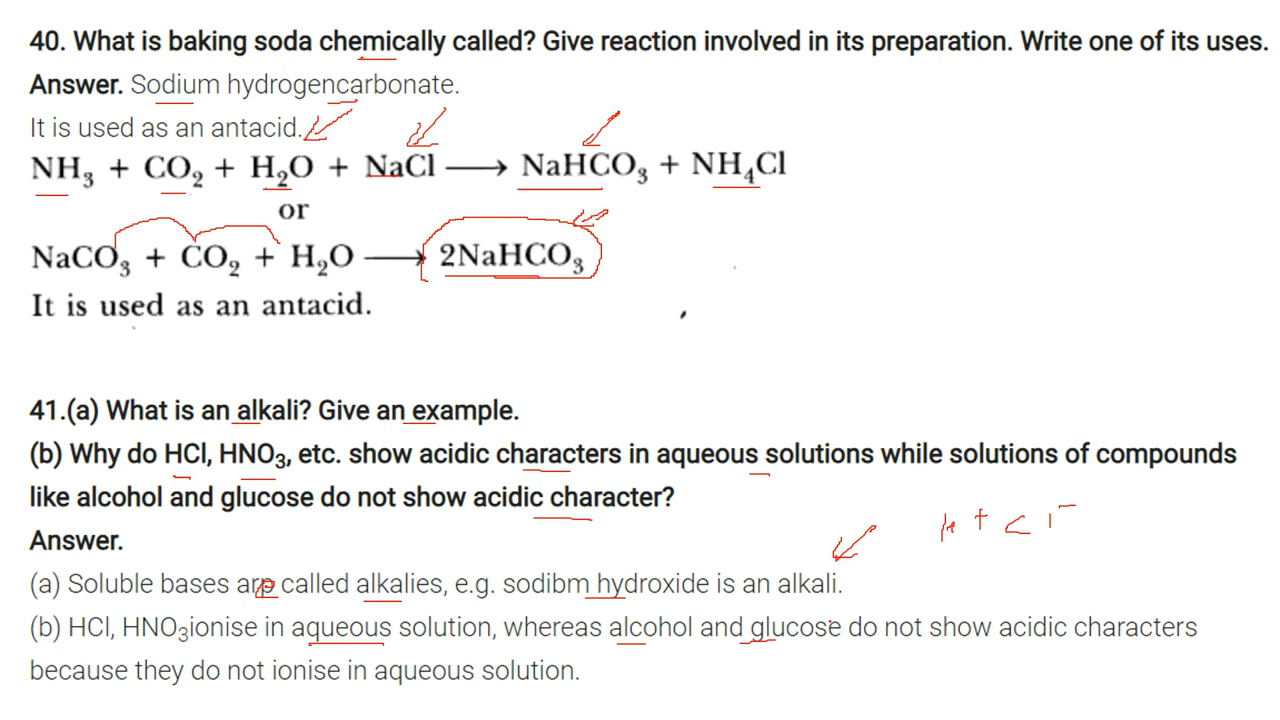 40. What is baking soda chemically called? Give reaction involved in its preparation. Write one of its uses.
Answer. Sodium hydrogencarbonate.
It is used as an antacid.
NH₃ + CO₂ + H₂O + NaCl ⟶ NaHCO₃ + NH₄Cl
or
NaCO₃ + CO₂ + H₂O ⟶ 2NaHCO₃
It is used as an antacid.
41.(a) What is an alkali? Give an example.
(b) Why do HCl, HNO₃, etc. show acidic characters in aqueous solutions while solutions of compounds
like alcohol and glucose do not show acidic character?
H + Cl⁻
Answer.
(a) Soluble bases are called alkalies, e.g. sodibm hydroxide is an alkali.
(b) HCl, HNO₃ionise in aqueous solution, whereas alcohol and glucose do not show acidic characters
because they do not ionise in aqueous solution.